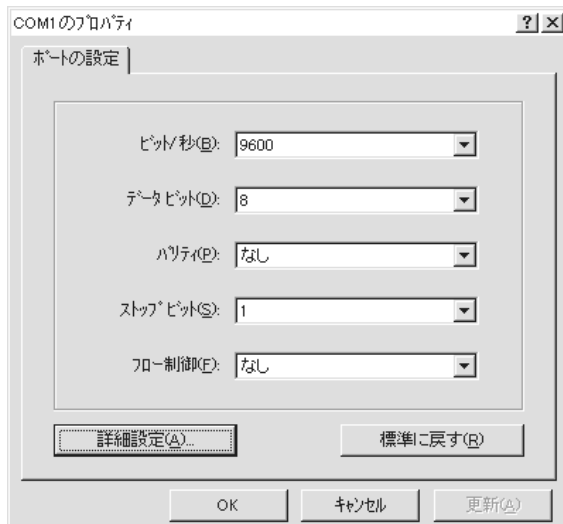 COM1のﾌﾟﾛﾊﾟﾃｨ
ﾎﾟｰﾄの設定
ﾋﾞｯﾄ/秒(B): 9600
ﾃﾞｰﾀ ﾋﾞｯﾄ(D): 8
ﾊﾟﾘﾃｨ(P): なし
ｽﾄｯﾌﾟ ﾋﾞｯﾄ(S): 1
ﾌﾛｰ制御(F): なし
詳細設定(A)... 標準に戻す(R)
OK ｷｬﾝｾﾙ 更新(A)